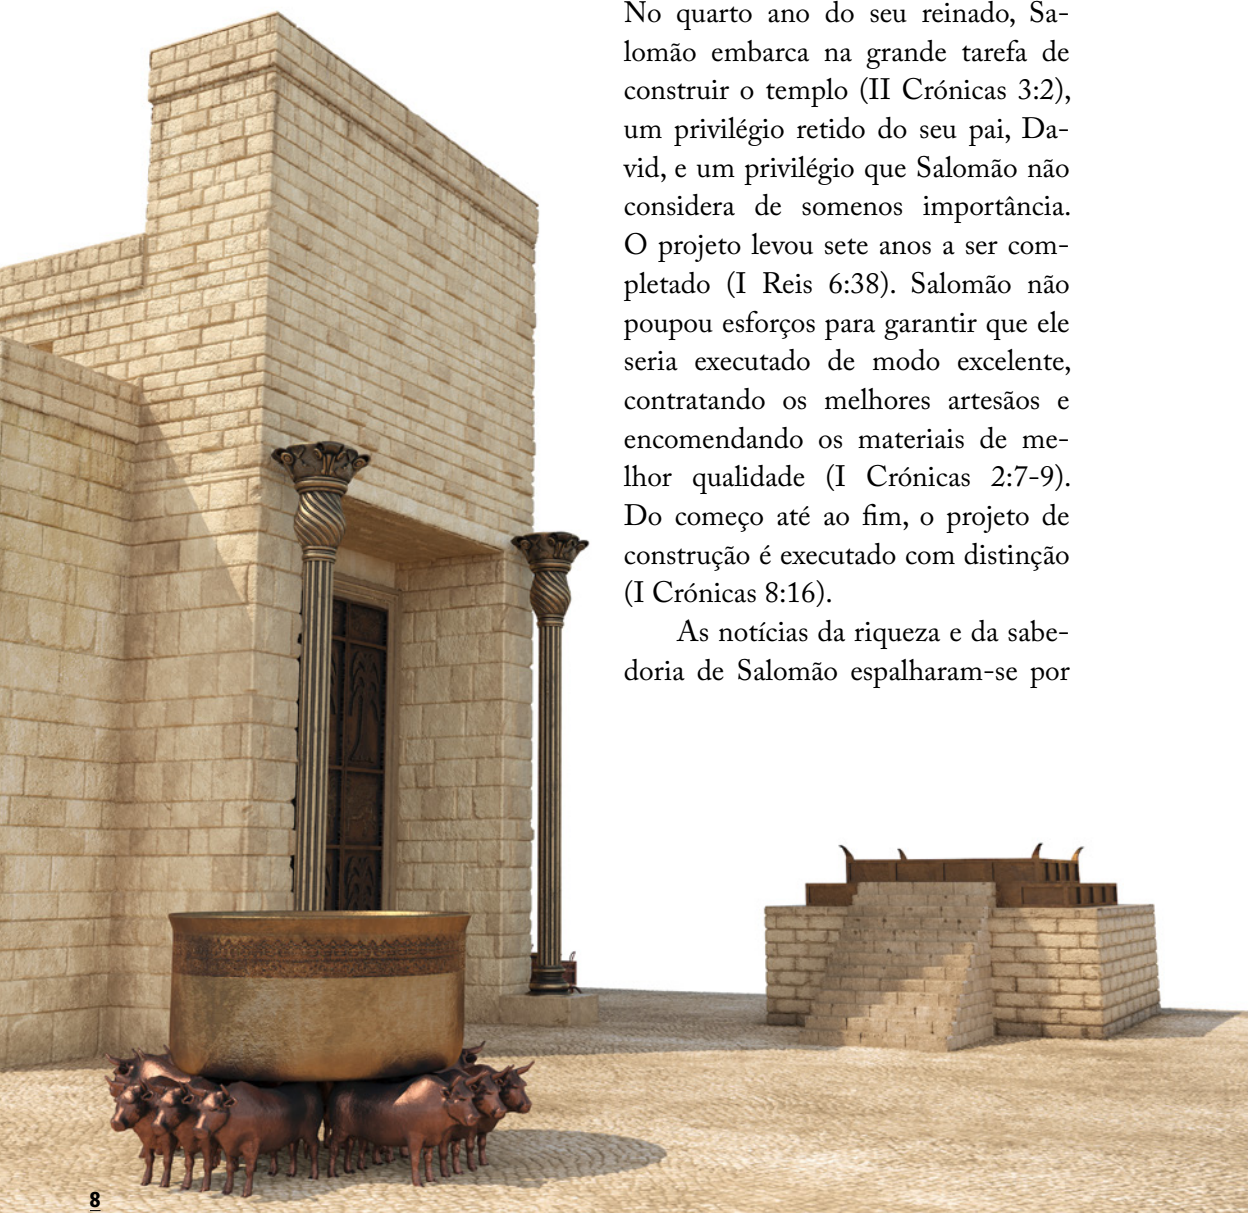 No quarto ano do seu reinado, Sa-
lomão embarca na grande tarefa de
construir o templo (II Crónicas 3:2),
um privilégio retido do seu pai, Da-
vid, e um privilégio que Salomão não
considera de somenos importância.
O projeto levou sete anos a ser com-
pletado (I Reis 6:38). Salomão não
poupou esforços para garantir que ele
seria executado de modo excelente,
contratando os melhores artesãos e
encomendando os materiais de me-
lhor qualidade (I Crónicas 2:7-9).
Do começo até ao fim, o projeto de
construção é executado com distinção
(I Crónicas 8:16).
As notícias da riqueza e da sabe-
doria de Salomão espalharam-se por
8